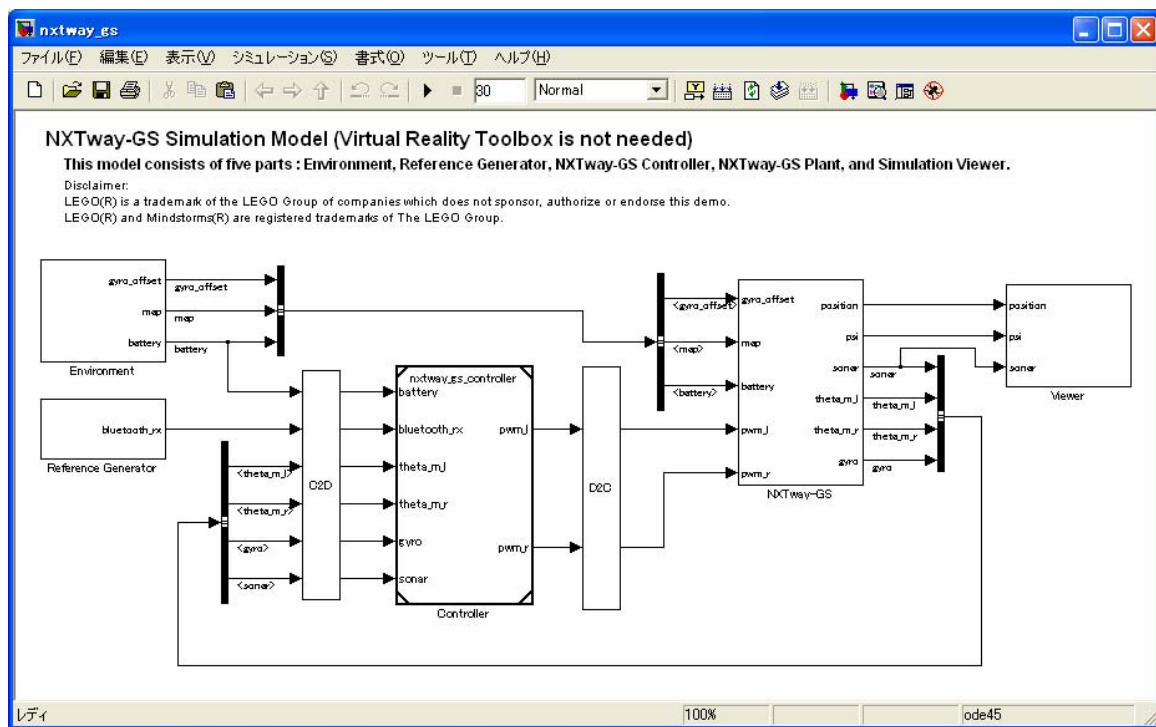 nxtway_gs
ファイル(F) 編集(E) 表示(V) シミュレーション(S) 書式(O) ツール(T) ヘルプ(H)
30 Normal
NXTway-GS Simulation Model (Virtual Reality Toolbox is not needed)
This model consists of five parts : Environment, Reference Generator, NXTway-GS Controller, NXTway-GS Plant, and Simulation Viewer.
Disclaimer:
LEGO(R) is a trademark of the LEGO Group of companies which does not sponsor, authorize or endorse this demo.
LEGO(R) and Mindstorms(R) are registered trademarks of The LEGO Group.
gyro_offset
gyro_offset
map
map
battery
battery
Environment
bluetooth_rx
Reference Generator
<theta_m_l>
<theta_m_r>
<gyro>
<sonar>
C2D
nxtway_gs_controller
battery
bluetooth_rx
pwm_l
theta_m_l
theta_m_r
gyro
pwm_r
sonar
Controller
D2C
<gyro_offset>
<map>
<battery>
gyro_offset
position
map
psi
battery
sonar
sonar
theta_m_l
theta_m_l
pwm_l
theta_m_r
theta_m_r
pwm_r
gyro
gyro
NXTway-GS
position
psi
sonar
Viewer
レディ
100%
ode45